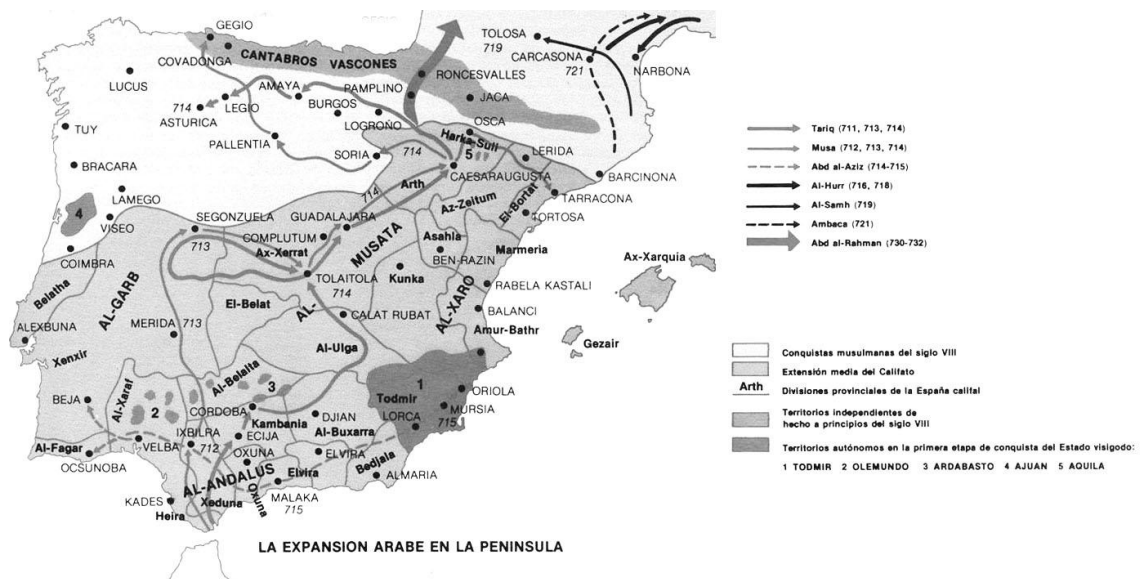 GEGIO
TOLOSA
719
CANTABROS VASCONES
CARCASONA
721
NARBONA
COVADONGA
RONCESVALLES
LUCUS
AMAYA
PAMPLINO
JACA
714
LEGIO
BURGOS
ASTURICA
LOGROÑO
OSCA
TUY
PALLENTIA
Harka-Suli
SORIA
714
5
LERIDA
BRACARA
CAESARAUGUSTA
BARCINONA
Arth
714
TARRACONA
LAMEGO
Az-Zeitum
El-Bortat
4
VISEO
SEGONZUELA
GUADALAJARA
TORTOSA
713
COMPLUTUM
MUSATA
Asahla
Marmeria
COIMBRA
Ax-Xerrat
BEN-RAZIN
Ax-Xarquia
Belatha
TOLAITOLA
714
Kunka
RABELA KASTALI
AL-GARB
El-Belat
AL-
AL-XARO
CALAT RUBAT
BALANCI
ALEXBUNA
MERIDA
713
Amur-Bathr
Gezair
Xenxir
Al-Ulga
Al-Belalta
1
Al-Xaraf
3
ORIOLA
BEJA
2
Todmir
CORDOBA
MURSIA
Kambania
DJIAN
LORCA
715
IXBILRA
ECIJA
Al-Buxarra
Al-Fagar
VELBA
712
OXUÑA
ELVIRA
Bedjala
OCSUNOBA
Elvira
ALMARIA
AL-ANDALUS
Oxuna
MALAKA
715
KADES
Xeduna
Heira
LA EXPANSION ARABE EN LA PENINSULA
Tariq (711, 713, 714)
Musa (712, 713, 714)
Abd al-Aziz (714-715)
Al-Hurr (716, 718)
Al-Samh (719)
Ambaca (721)
Abd al-Rahman (730-732)
Conquistas musulmanas del siglo VIII
Extensión media del Califato
Arth Divisiones provinciales de la España califal
Territorios independientes de
hecho a principios del siglo VIII
Territorios autónomos en la primera etapa de conquista del Estado visigodo:
1 TODMIR 2 OLEMUNDO 3 ARDABASTO 4 AJUAN 5 AQUILA